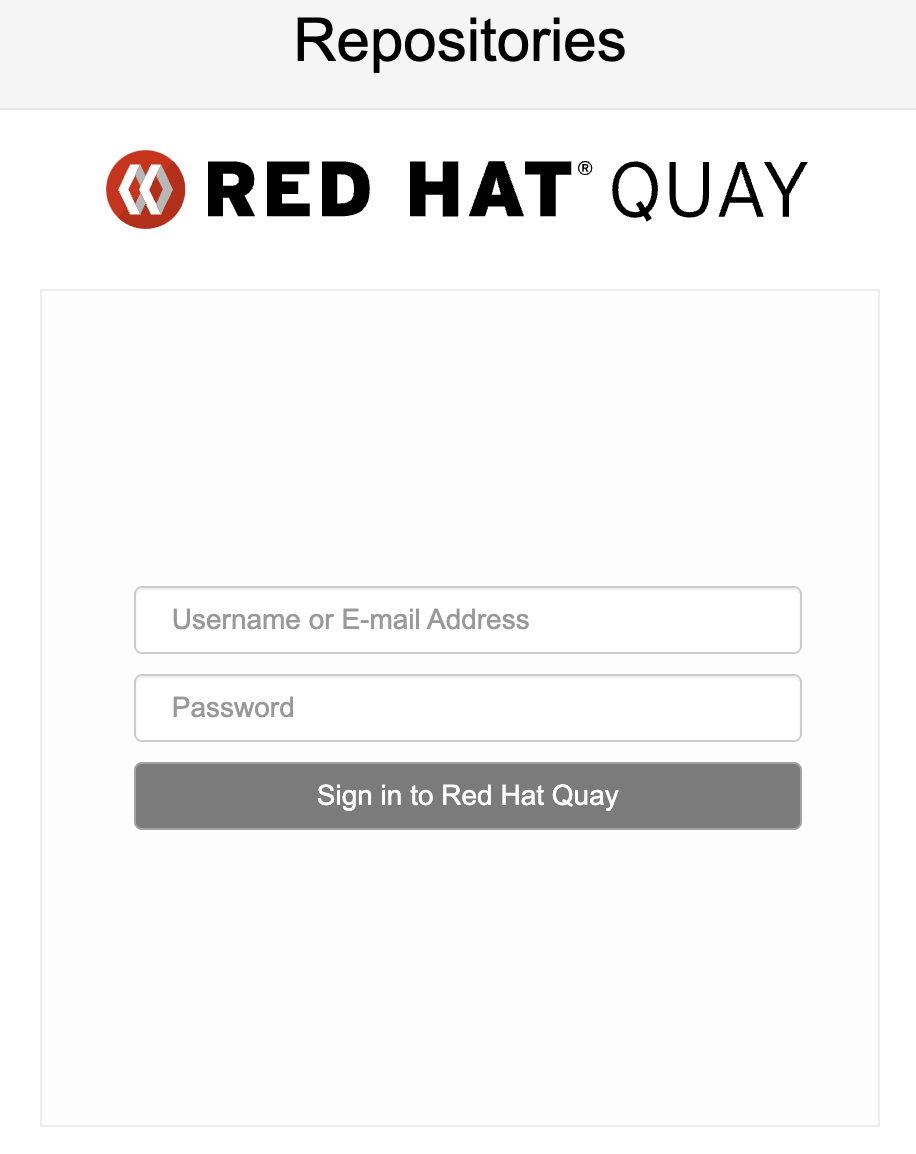 Repositories
RED HAT® QUAY
Username or E-mail Address
Password
Sign in to Red Hat Quay